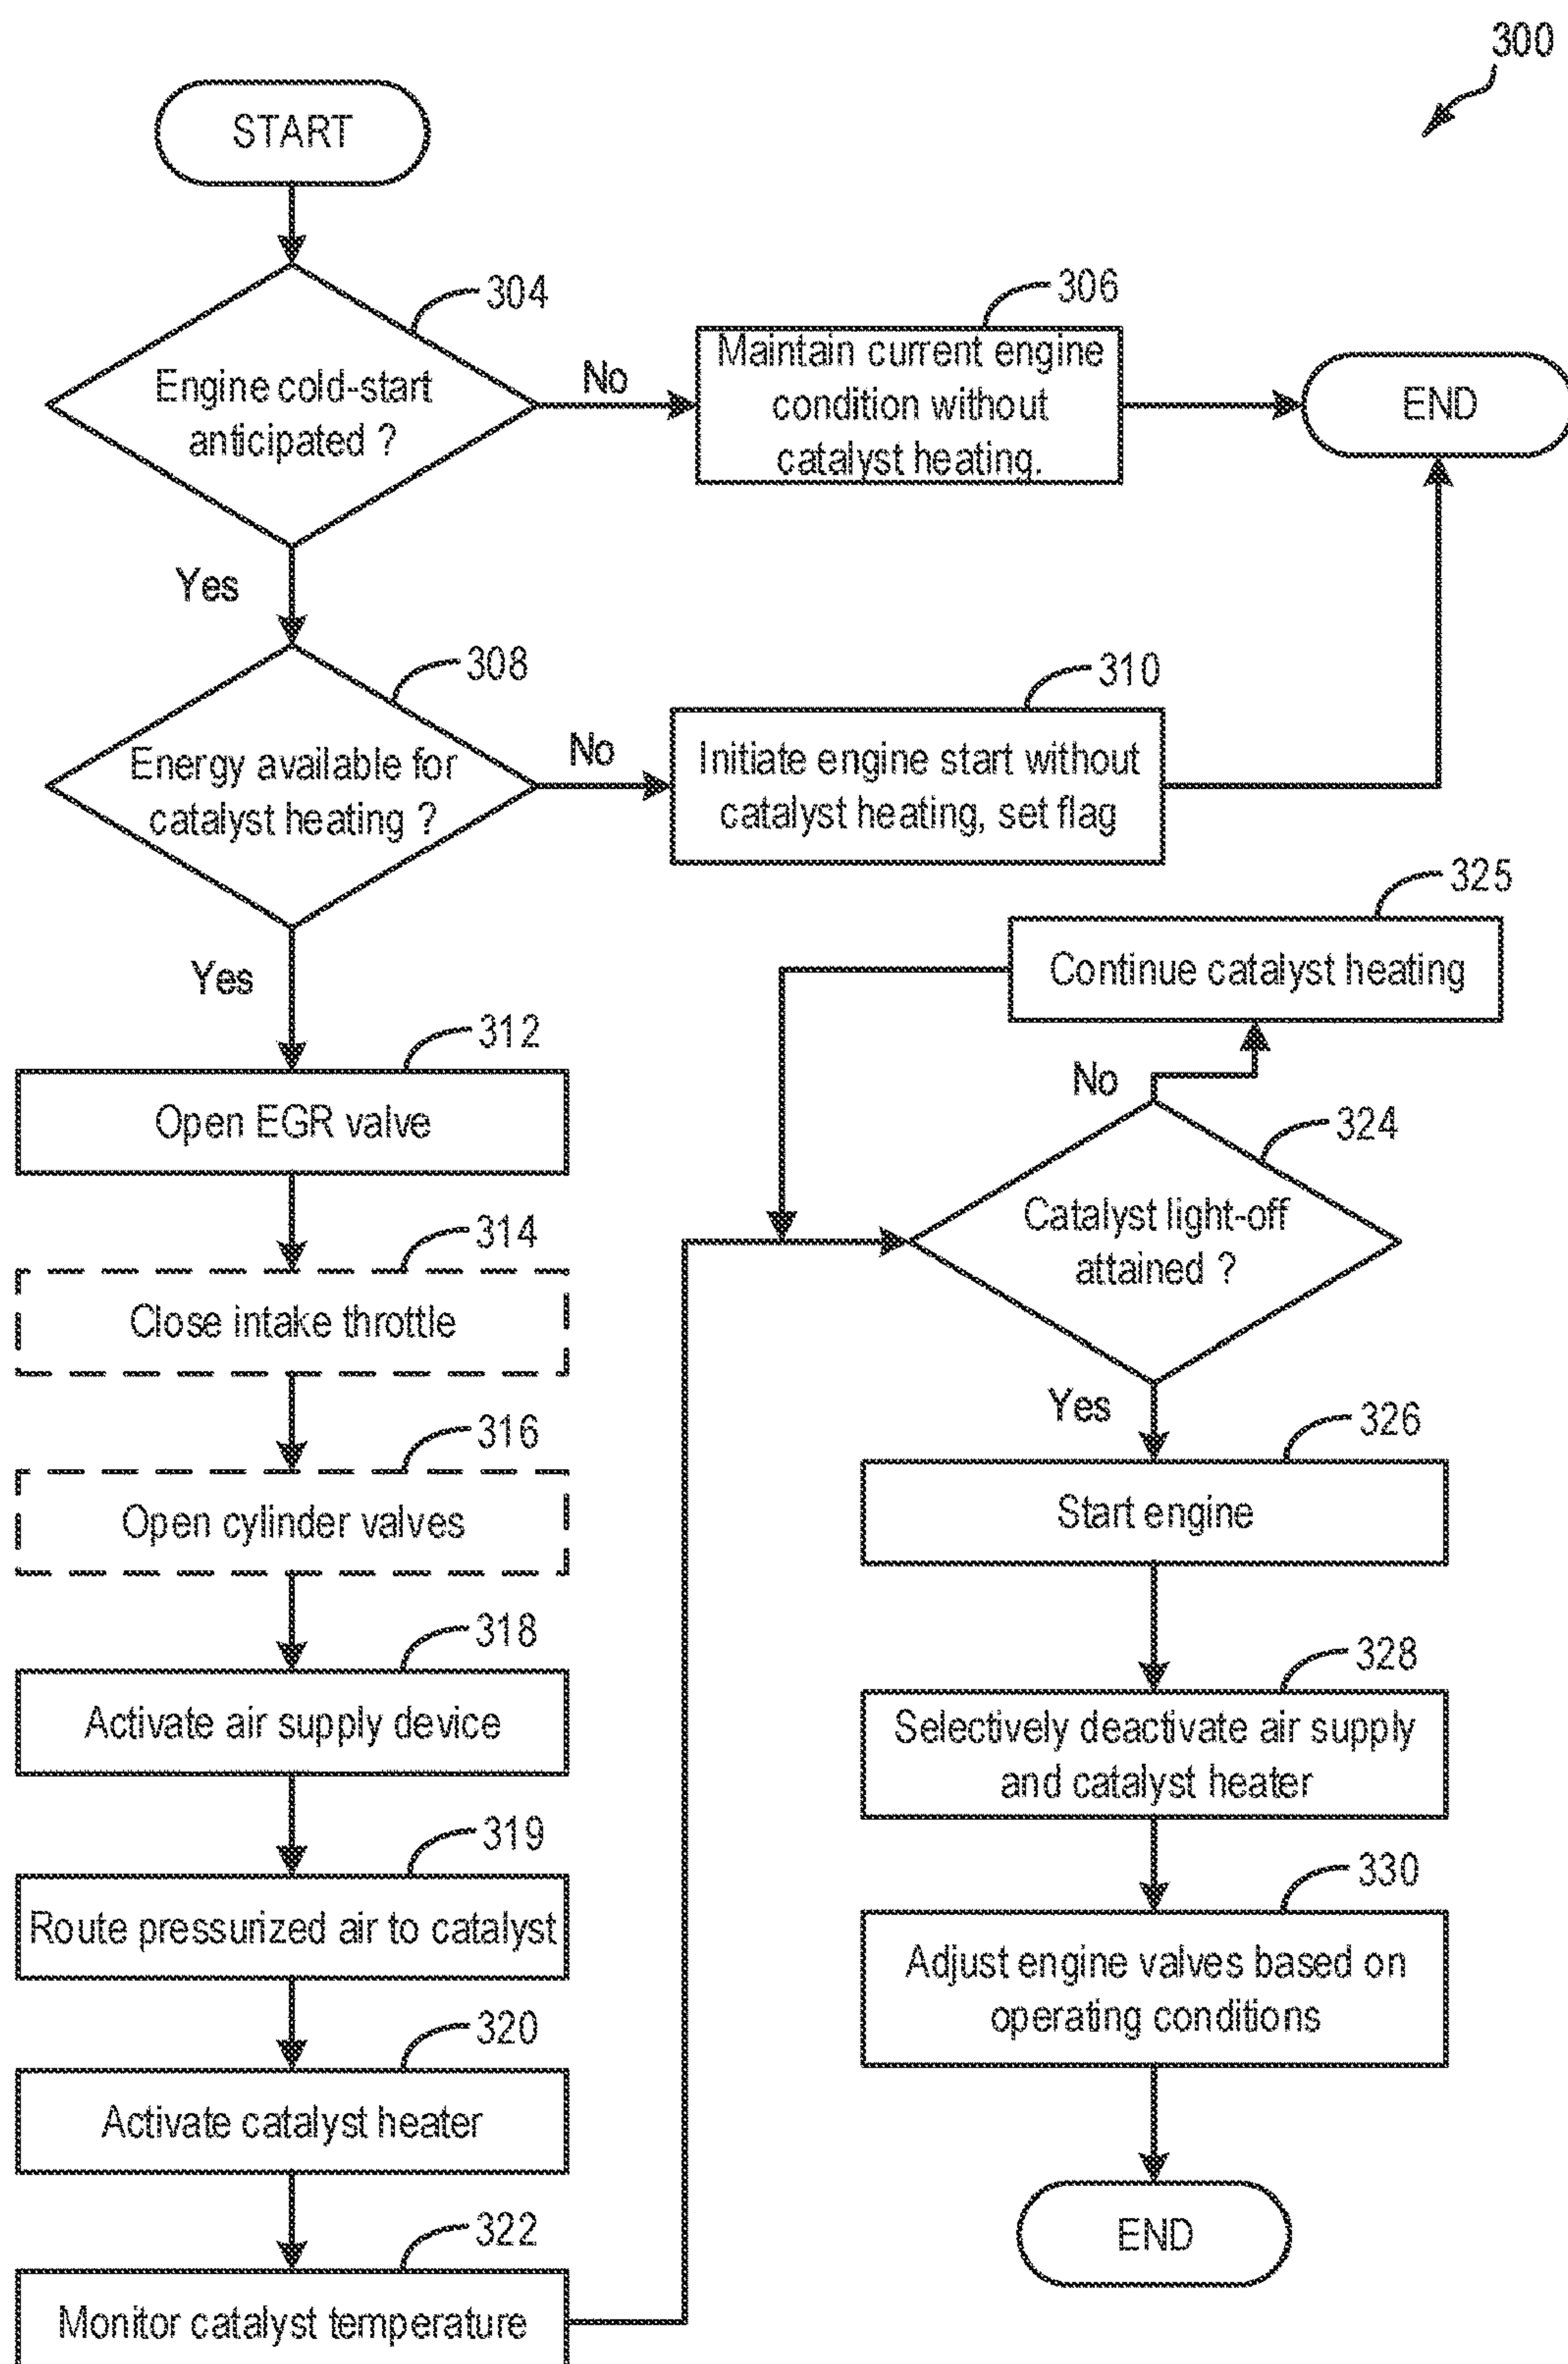 300
START
304
Engine cold-start
anticipated ?
No
306
Maintain current engine
condition without
catalyst heating.
END
Yes
308
Energy available for
catalyst heating ?
No
310
Initiate engine start without
catalyst heating, set flag
Yes
312
Open EGR valve
314
Close intake throttle
316
Open cylinder valves
318
Activate air supply device
319
Route pressurized air to catalyst
320
Activate catalyst heater
322
Monitor catalyst temperature
325
Continue catalyst heating
No
324
Catalyst light-off
attained ?
Yes
326
Start engine
328
Selectively deactivate air supply
and catalyst heater
330
Adjust engine valves based on
operating conditions
END